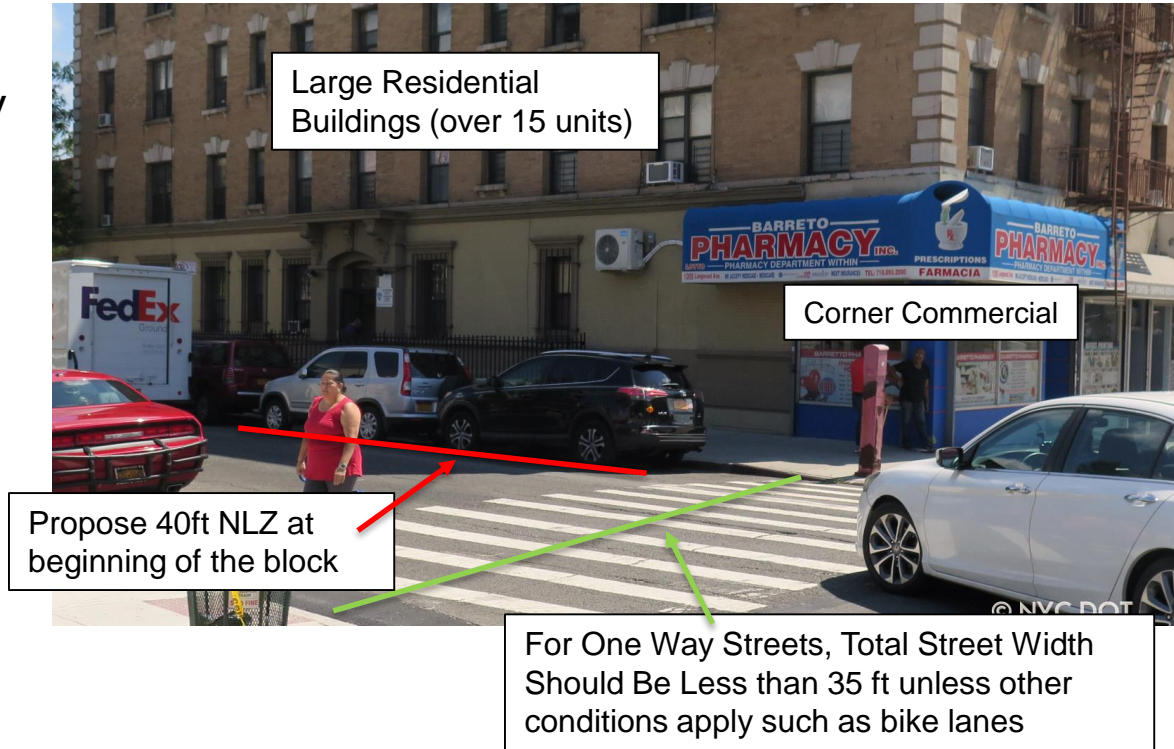 y
Large Residential
Buildings (over 15 units)
BARRETO
PHARMACY INC.
PHARMACY DEPARTMENT WITHIN
PRESCRIPTIONS
FARMACIA
BARRETO
PHARMACY
FedEx
Ground
Corner Commercial
Propose 40ft NLZ at
beginning of the block
© NYC DOT
For One Way Streets, Total Street Width
Should Be Less than 35 ft unless other
conditions apply such as bike lanes